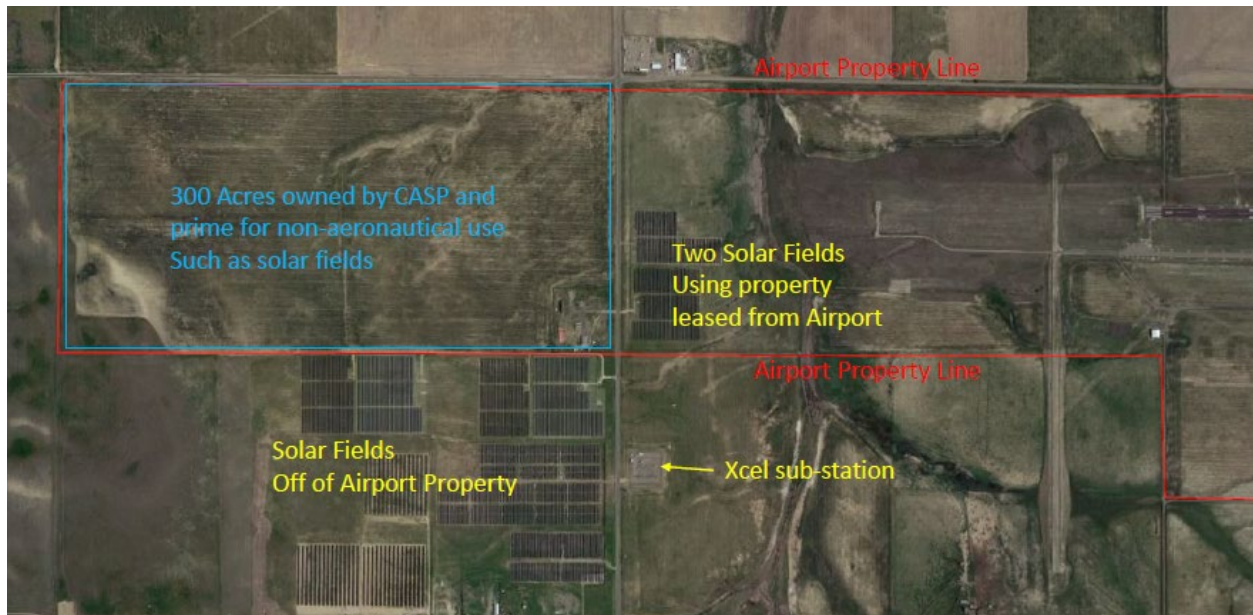 Airport Property Line
300 Acres owned by CASP and
prime for non-aeronautical use
Such as solar fields
Two Solar Fields
Using property
leased from Airport
Airport Property Line
Solar Fields
Off of Airport Property
Xcel sub-station